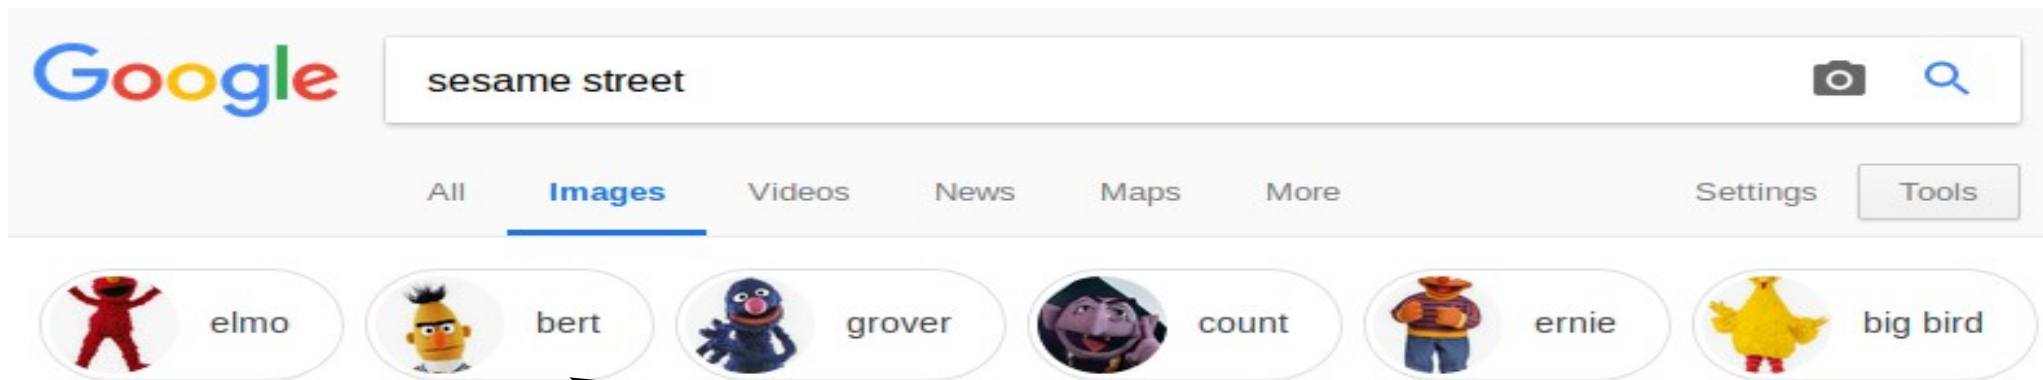 Google sesame street
All Images Videos News Maps More Settings Tools
elmo bert grover count ernie big bird